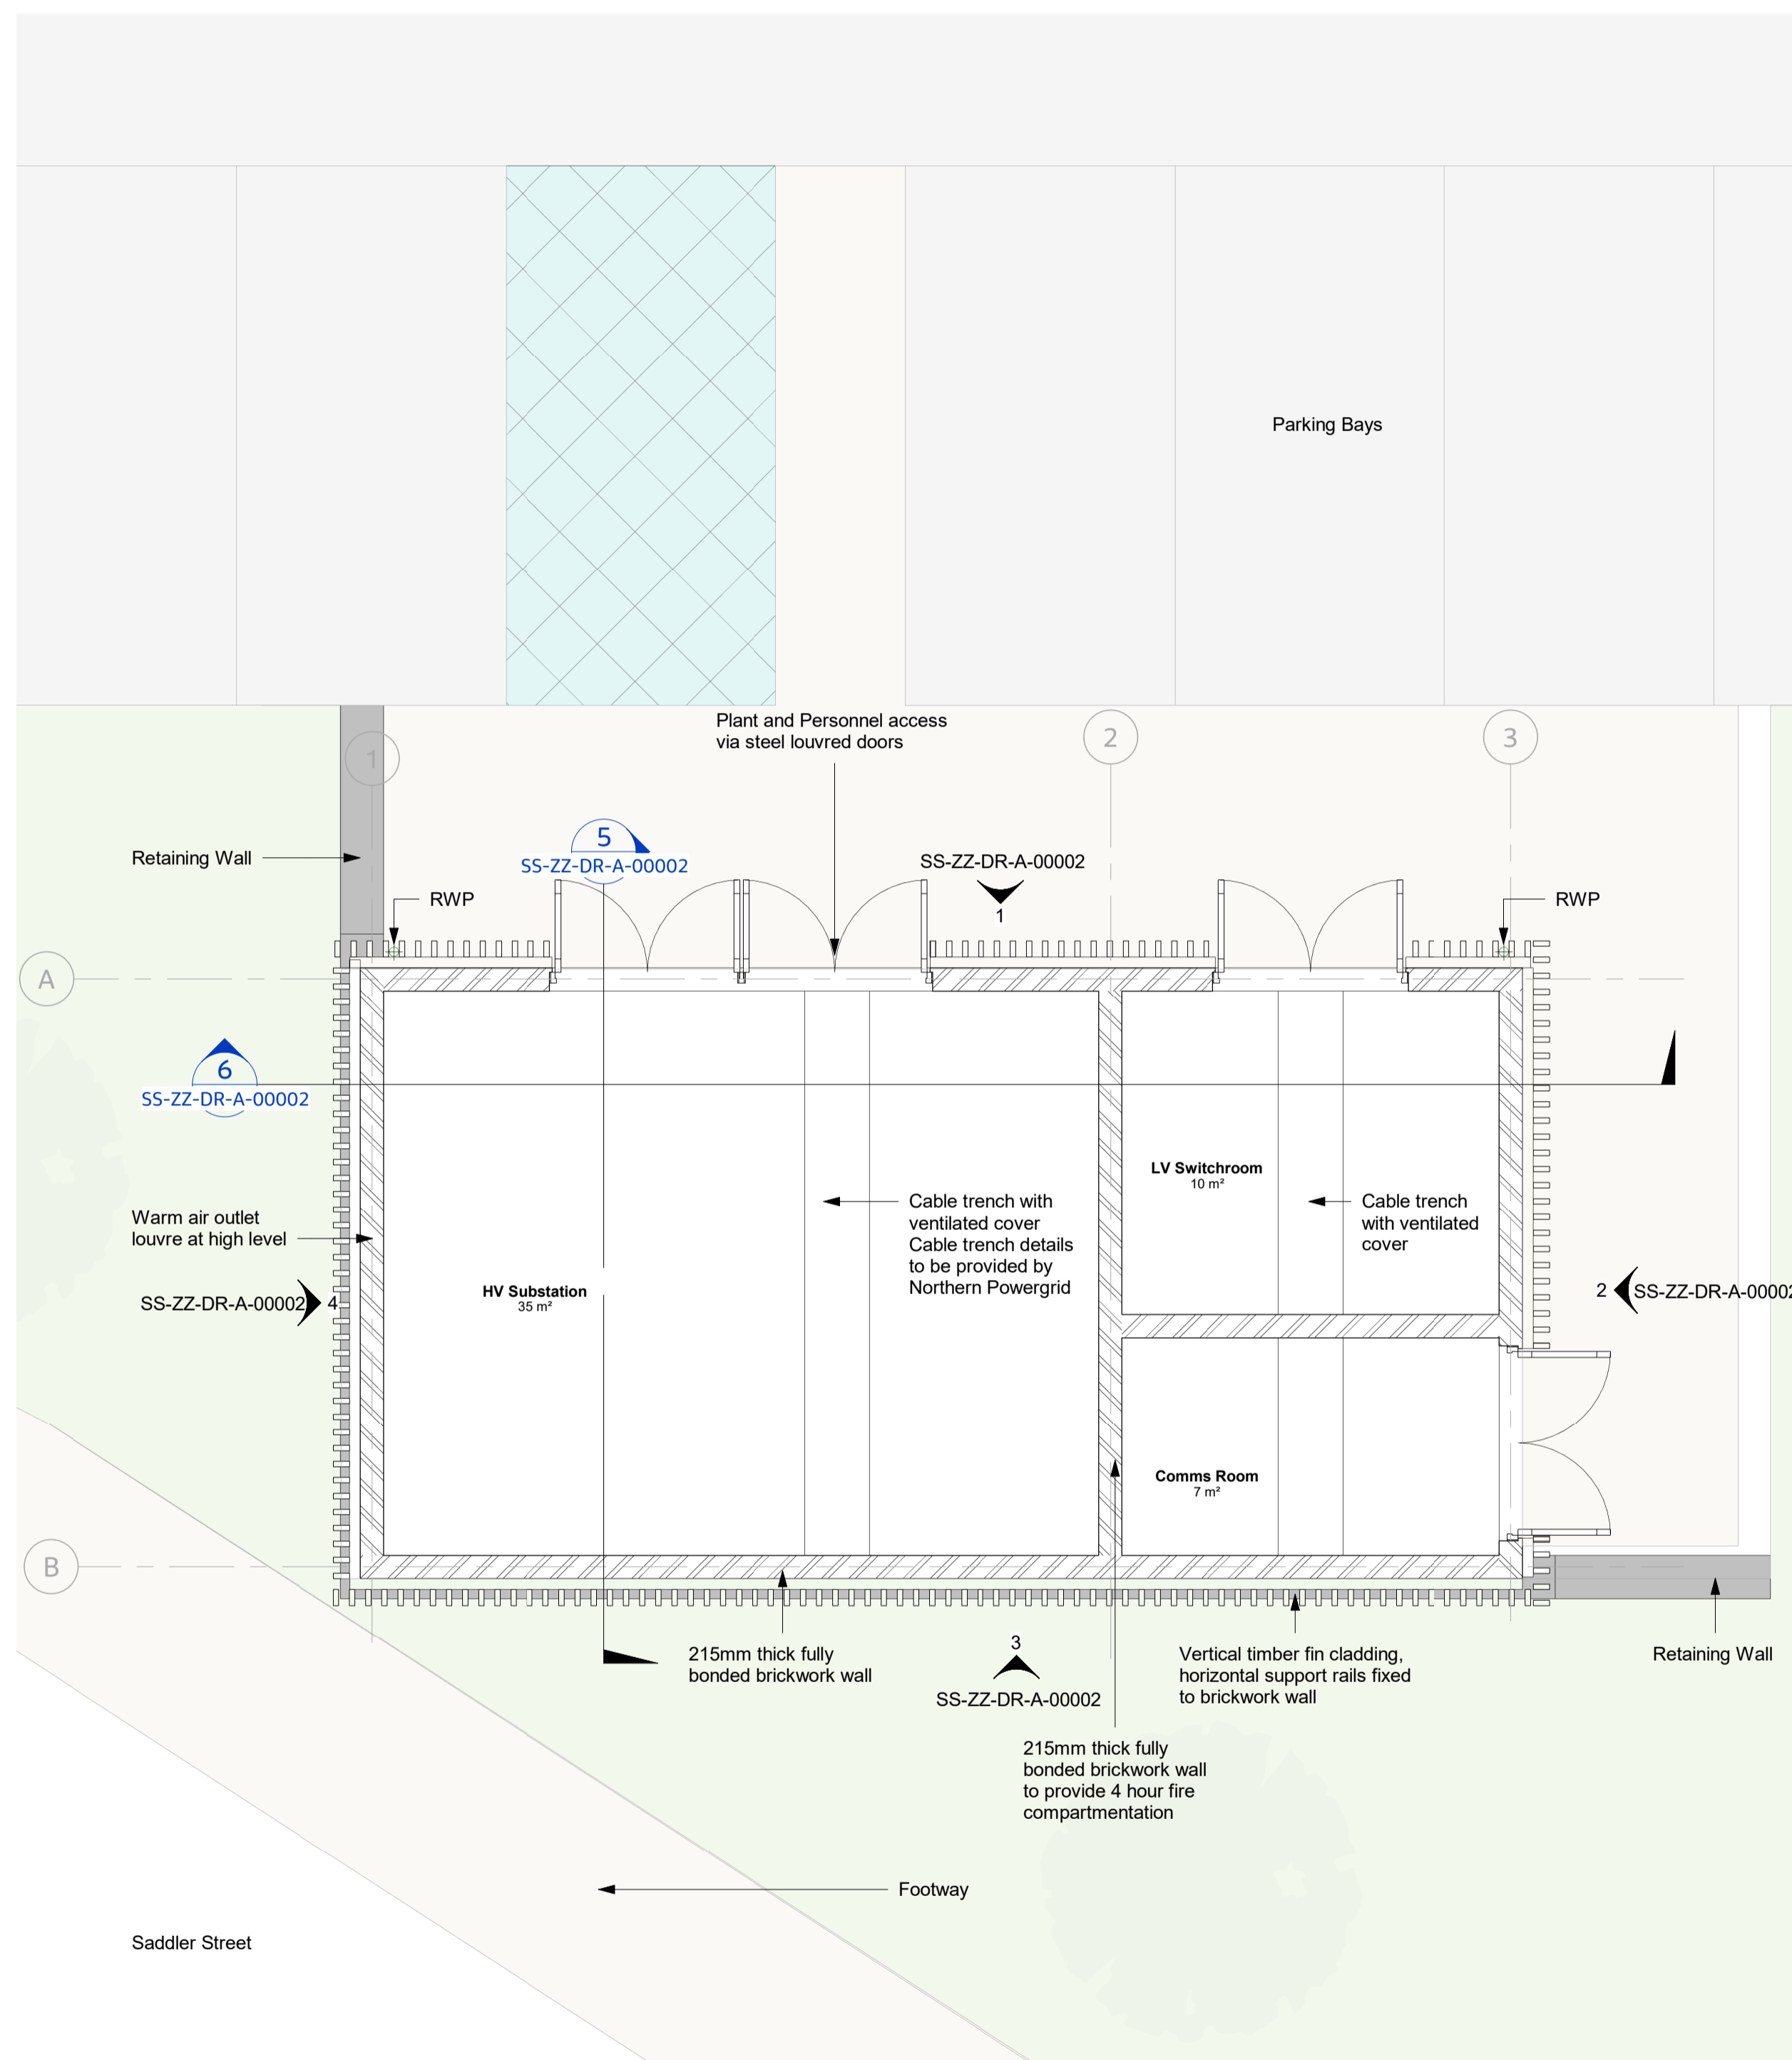 Parking Bays
Plant and Personnel access
via steel louvred doors
1
2
3
Retaining Wall
5
SS-ZZ-DR-A-00002
SS-ZZ-DR-A-00002
1
RWP
RWP
A
6
SS-ZZ-DR-A-00002
LV Switchroom
10 m²
Cable trench with
ventilated cover
Cable trench details
to be provided by
Northern Powergrid
Cable trench
with ventilated
cover
Warm air outlet
louvre at high level
HV Substation
35 m²
SS-ZZ-DR-A-00002
4
2
SS-ZZ-DR-A-00002
Comms Room
7 m²
B
215mm thick fully
bonded brickwork wall
3
SS-ZZ-DR-A-00002
Vertical timber fin cladding,
horizontal support rails fixed
to brickwork wall
Retaining Wall
215mm thick fully
bonded brickwork wall
to provide 4 hour fire
compartmentation
Footway
Saddler Street